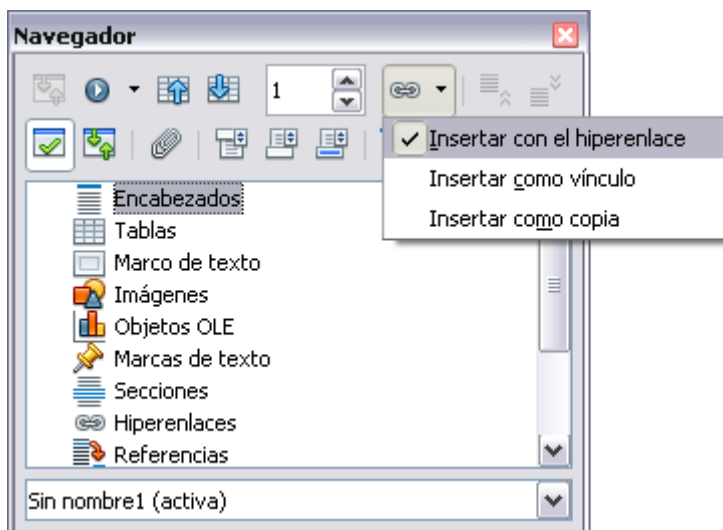 Navegador
1
Insertar con el hiperenlace
Insertar como vínculo
Insertar como copia
Encabezados
Tablas
Marco de texto
Imágenes
Objetos OLE
Marcas de texto
Secciones
Hiperenlaces
Referencias
Sin nombre1 (activa)